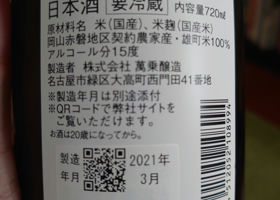 日本酒 要冷蔵 内容量720ml
原材料名 米(国産)、米麹(国産米)
岡山赤磐地区契約農家産・雄町米100%
アルコール分15度
製造者 株式会社 萬乗醸造
名古屋市緑区大高町西門田41番地
※製造年月は別途添付
※QRコードで弊社サイトを
ご覧いただけます。
お酒は20歳になってから。
製造 2021年
年月 3月
4512052108994